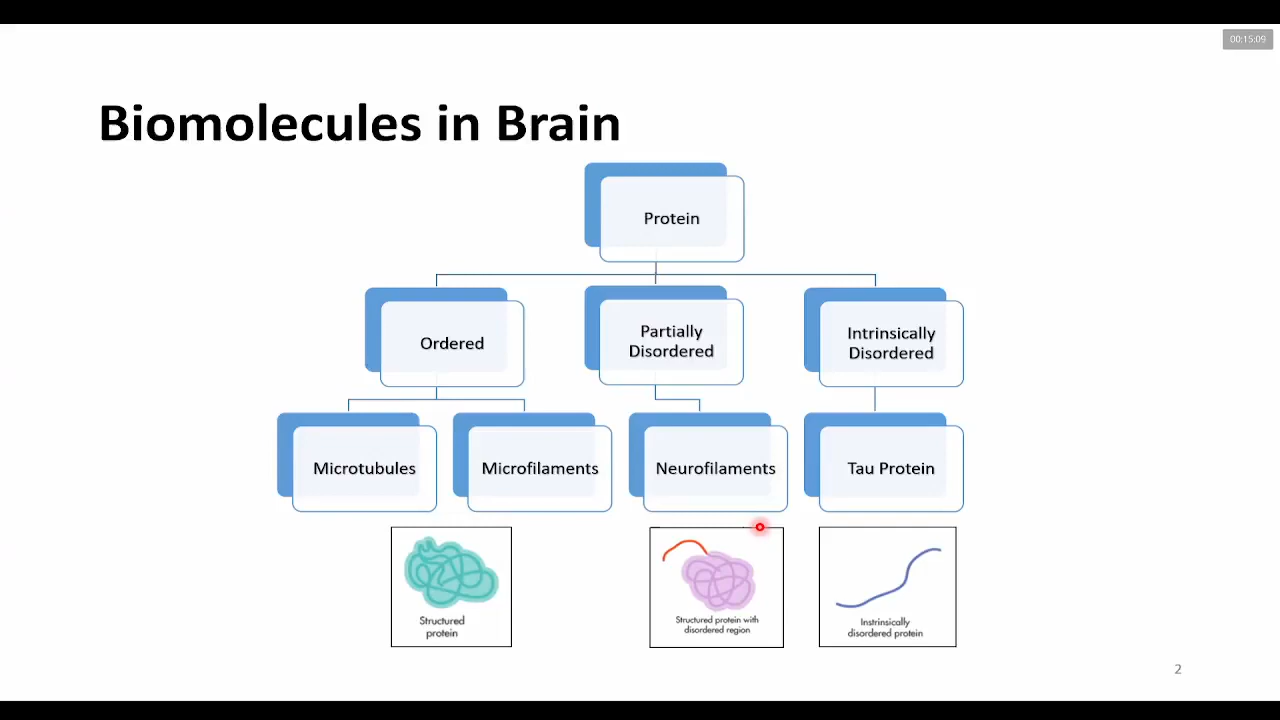 00:15:09
Biomolecules in Brain
Protein
Ordered
Partially
Disordered
Intrinsically
Disordered
Microtubules
Microfilaments
Neurofilaments
Tau Protein
Structured
protein
Structured protein with
disordered region
Instrinsically
disordered protein
2